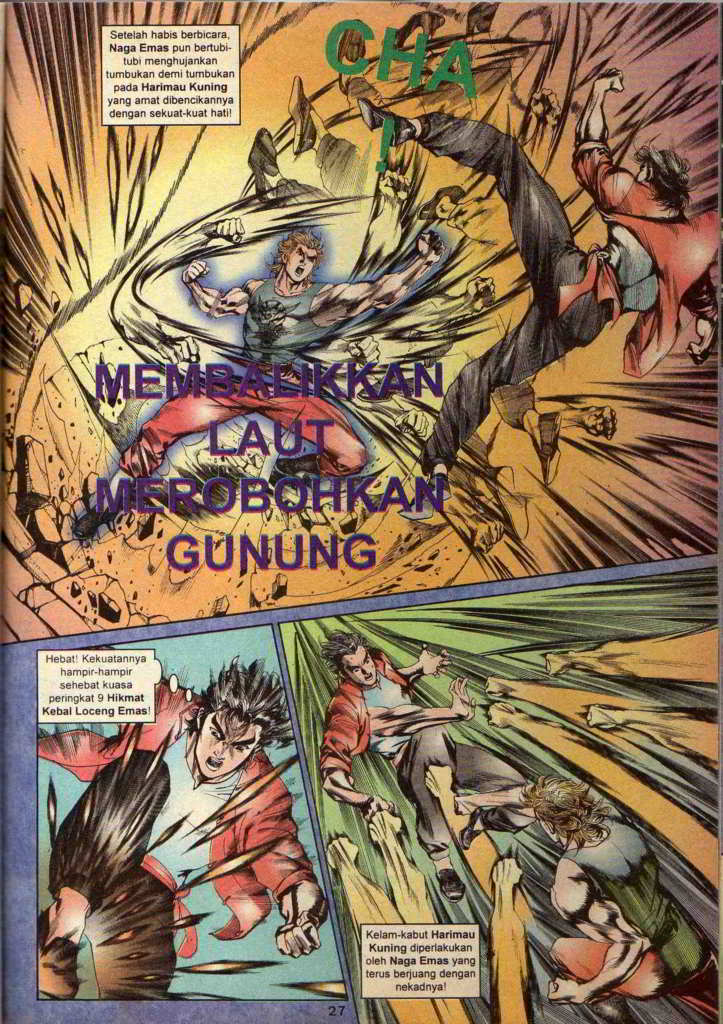 Setelah habis berbicara,
Naga Emas pun bertubi-
tubi menghujankan
tumbukan demi tumbukan
pada Harimau Kuning
yang amat dibencikannya
dengan sekuat-kuat hati!
CHA
!
MEMBALIKKAN
LAUT
MEROBOHKAN
GUNUNG
Hebat! Kekuatannya
hampir-hampir
sehebat kuasa
peringkat 9 Hikmat
Kebal Loceng Emas!
Kelam-kabut Harimau
Kuning diperlakukan
oleh Naga Emas yang
terus berjuang dengan
nekadnya!
27